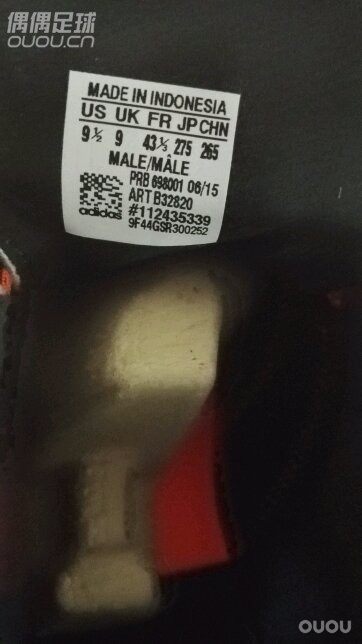 偶偶足球
ouou.cn
MADE IN INDONESIA
US UK FR JP CHN
9½ 9 43⅓ 275 265
MALE/MÂLE
PRB 698001 06/15
ART B32820
#112435339
9F44GSR300252
adidas
OUOU